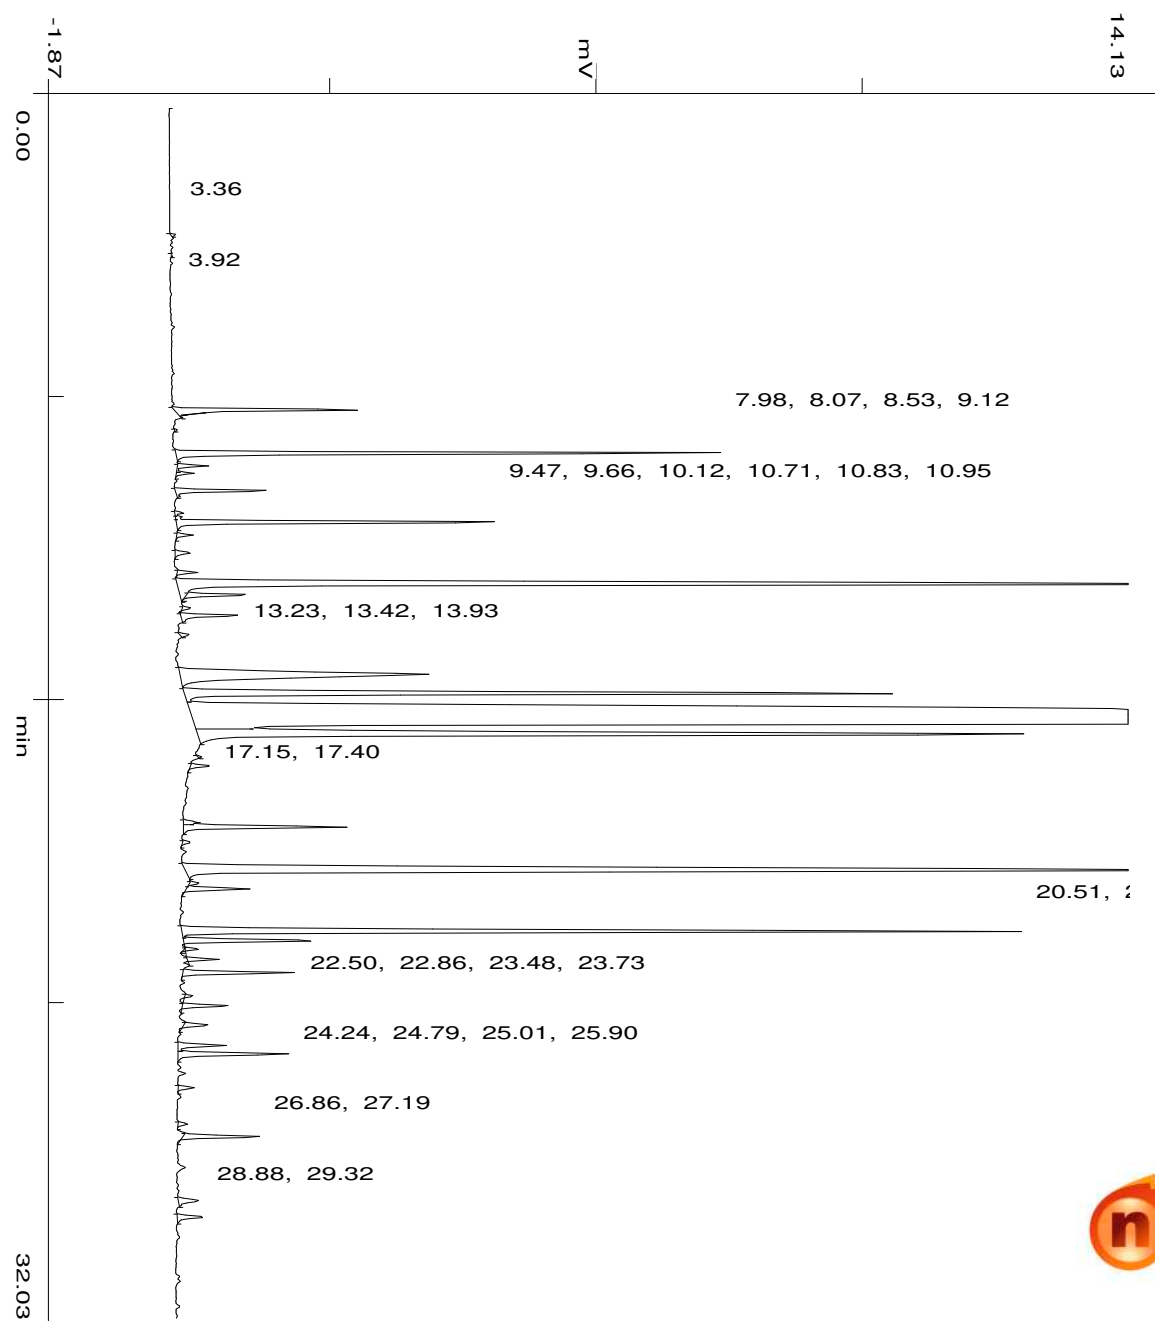 -1.87
mV
14.13
0.00
3.36
3.92
7.98, 8.07, 8.53, 9.12
9.47, 9.66, 10.12, 10.71, 10.83, 10.95
13.23, 13.42, 13.93
min
17.15, 17.40
20.51,
22.50, 22.86, 23.48, 23.73
24.24, 24.79, 25.01, 25.90
26.86, 27.19
28.88, 29.32
n
32.03